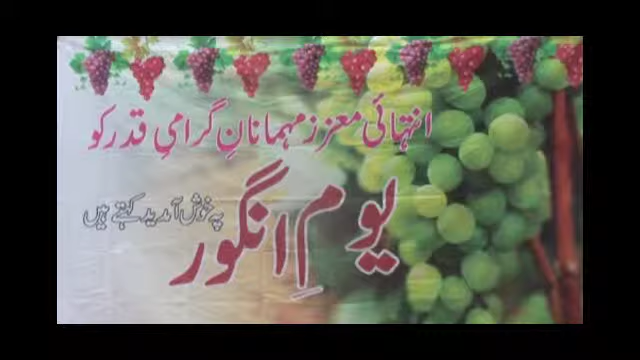 انتہائی معزز مہمانانِ گرامیِ قدر کو
یومِ انگور
پہ خوش آمدید کہتے ہیں